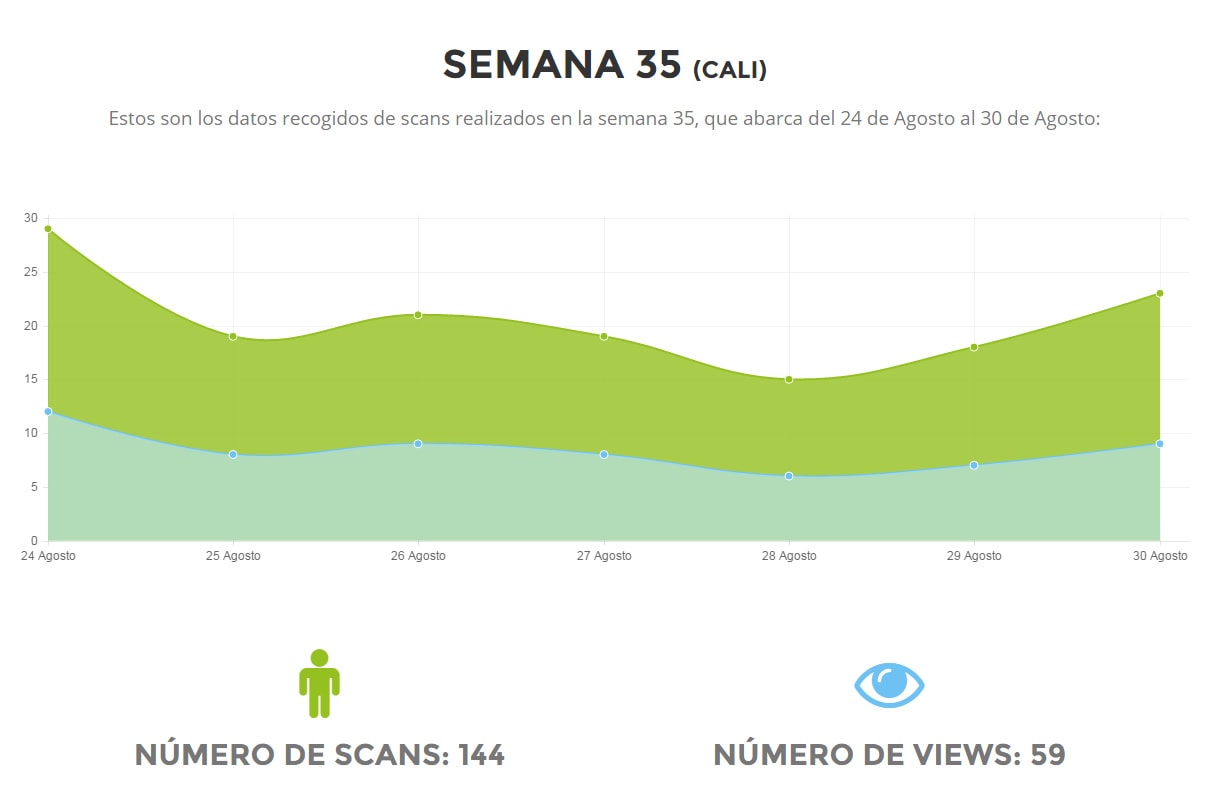 SEMANA 35 (CALI)
Estos son los datos recogidos de scans realizados en la semana 35, que abarca del 24 de Agosto al 30 de Agosto:
30
25
20
15
10
5
0
24 Agosto 25 Agosto 26 Agosto 27 Agosto 28 Agosto 29 Agosto 30 Agosto
NÚMERO DE SCANS: 144 NÚMERO DE VIEWS: 59